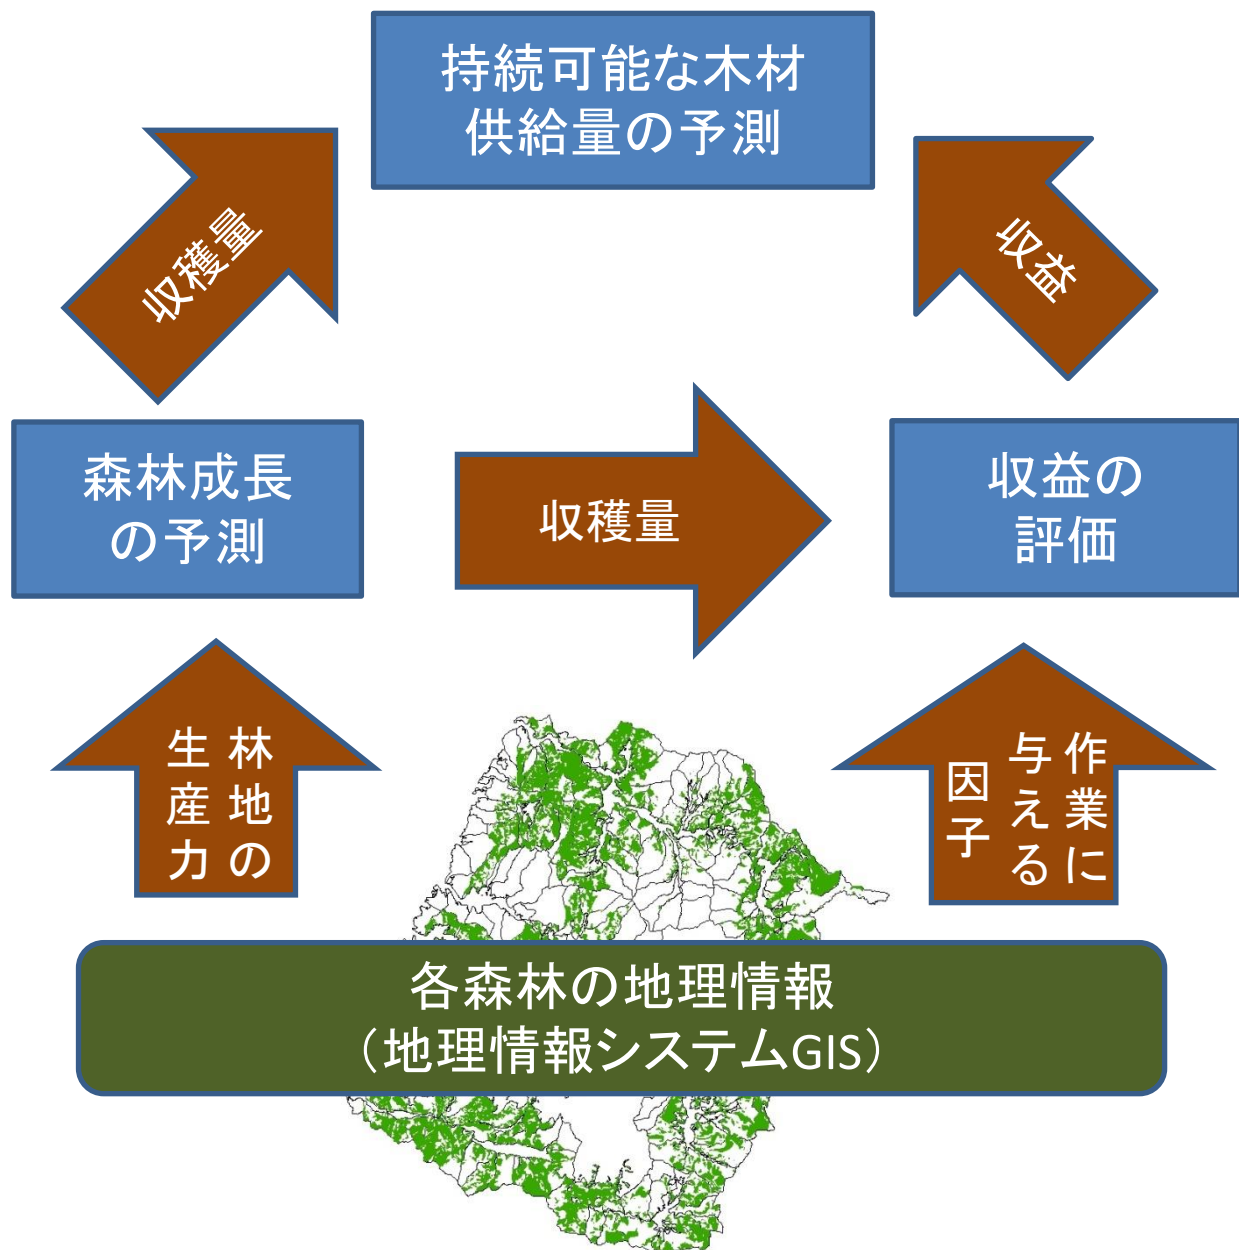 持続可能な木材
供給量の予測
収穫量
収益
森林成長
の予測
収穫量
収益の
評価
林地の
生産力
作業に
与える
因子
各森林の地理情報
（地理情報システムGIS）